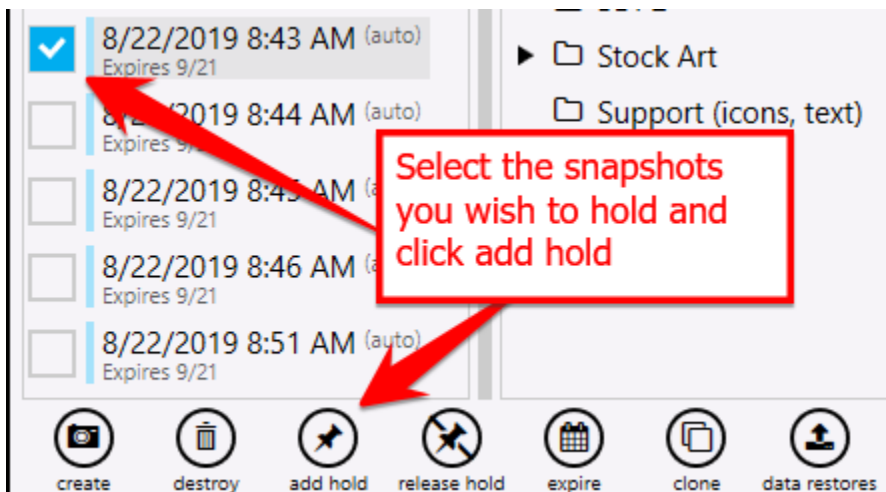 8/22/2019 8:43 AM (auto)
Expires 9/21
8/22/2019 8:44 AM (auto)
Expires
8/22/2019 8:45 AM
Expires 9/21
8/22/2019 8:46 AM
Expires 9/21
8/22/2019 8:51 AM (auto)
Expires 9/21
Stock Art
Support (icons, text)
Select the snapshots
you wish to hold and
click add hold
create destroy add hold release hold expire clone data restores